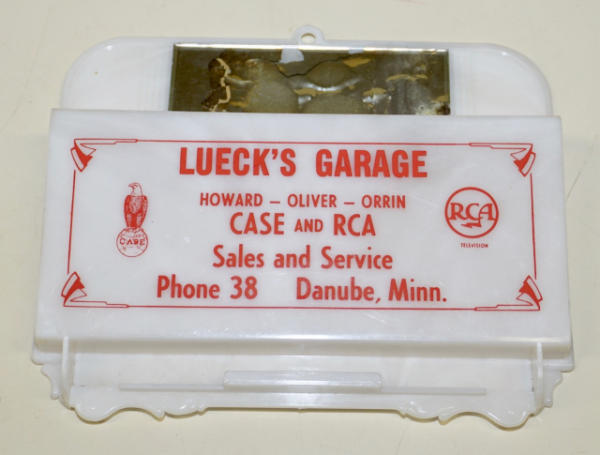 LUECK'S GARAGE
HOWARD – OLIVER – ORRIN
CASE AND RCA
Sales and Service
Phone 38 Danube, Minn.
CASE
RCA
TELEVISION